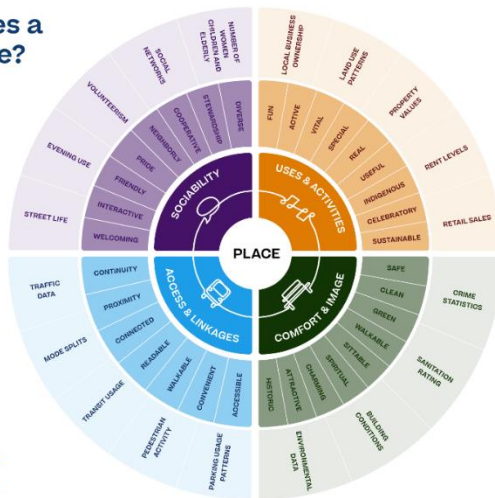 es a
e?
NUMBER OF
WOMEN
CHILDREN AND
ELDERLY
SOCIAL
NETWORKS
VOLUNTEERISM
EVENING USE
STREET LIFE
DIVERSE
STEWARDSHIP
COOPERATIVE
NEIGHBORLY
PRIDE
FRIENDLY
INTERACTIVE
WELCOMING
SOCIABILITY
LOCAL BUSINESS
OWNERSHIP
LAND USE
PATTERNS
PROPERTY
VALUES
RENT LEVELS
RETAIL SALES
FUN
ACTIVE
VITAL
SPECIAL
REAL
USEFUL
INDIGENOUS
CELEBRATORY
SUSTAINABLE
USES & ACTIVITIES
PLACE
ACCESS & LINKAGES
CONTINUITY
PROXIMITY
CONNECTED
READABLE
WALKABLE
CONVENIENT
ACCESSIBLE
TRAFFIC
DATA
MODE SPLITS
TRANSIT USAGE
PEDESTRIAN
ACTIVITY
PARKING USAGE
PATTERNS
COMFORT & IMAGE
SAFE
CLEAN
GREEN
WALKABLE
SITTABLE
SPIRITUAL
CHARMING
ATTRACTIVE
HISTORIC
CRIME
STATISTICS
SANITATION
RATING
BUILDING
CONDITIONS
ENVIRONMENTAL
DATA